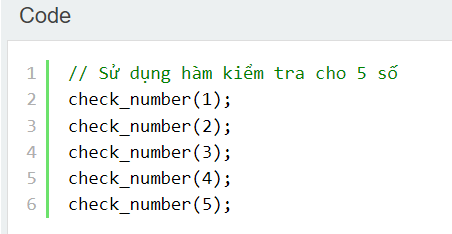 Code
1 // Sử dụng hàm kiểm tra cho 5 số
2 check_number(1);
3 check_number(2);
4 check_number(3);
5 check_number(4);
6 check_number(5);